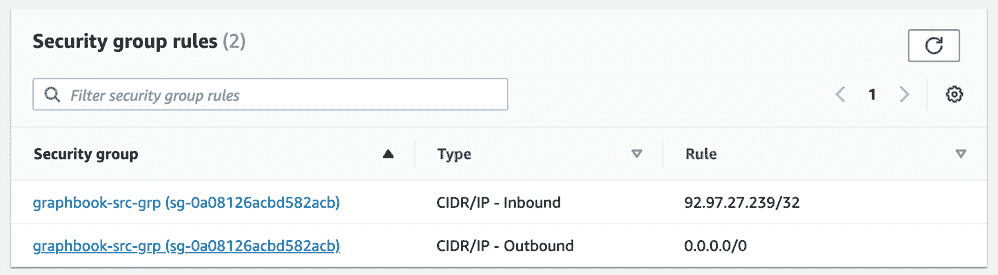 Security group rules (2)
Filter security group rules
1
Security group Type Rule
graphbook-src-grp (sg-0a08126acbd582acb) CIDR/IP - Inbound 92.97.27.239/32
graphbook-src-grp (sg-0a08126acbd582acb) CIDR/IP - Outbound 0.0.0.0/0